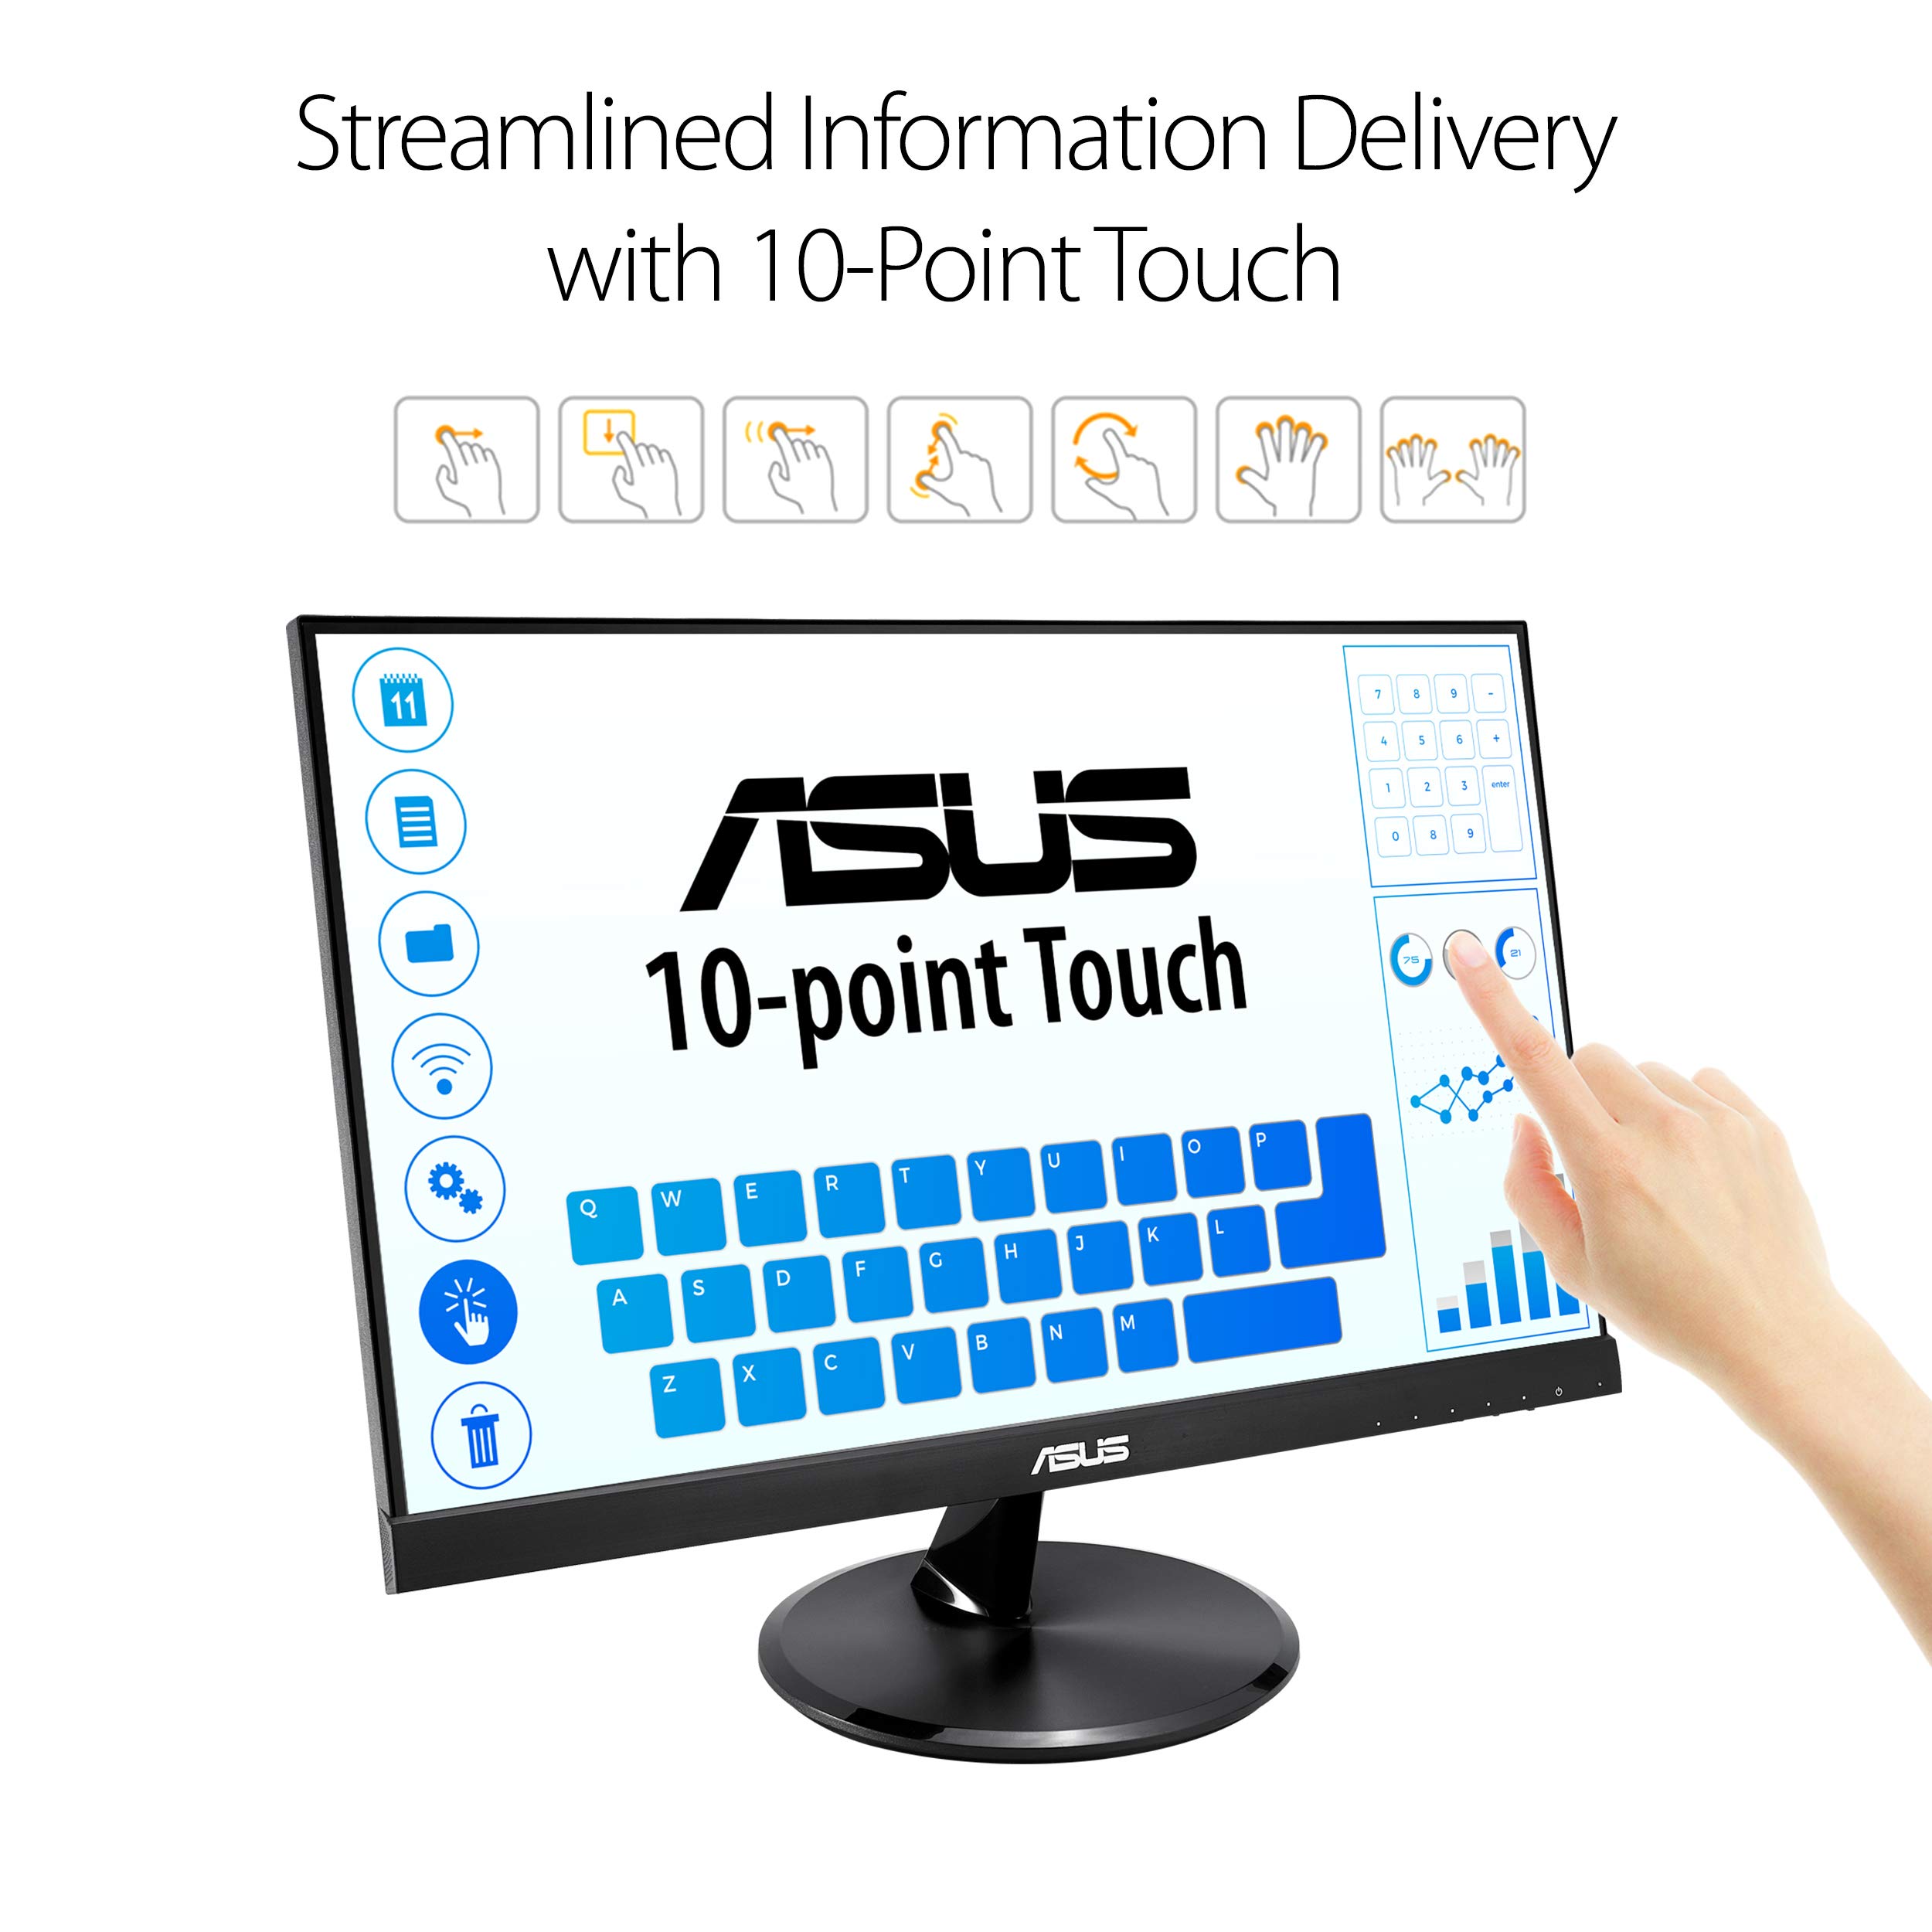 Streamlined Information Delivery
with 10-Point Touch
11
ASUS
10-point Touch
7 8 9 -
4 5 6 +
1 2 3 enter
0 8 9
75 21
Q W E R T Y U I O P
A S D F G H J K L
Z X C V B N M
ASUS